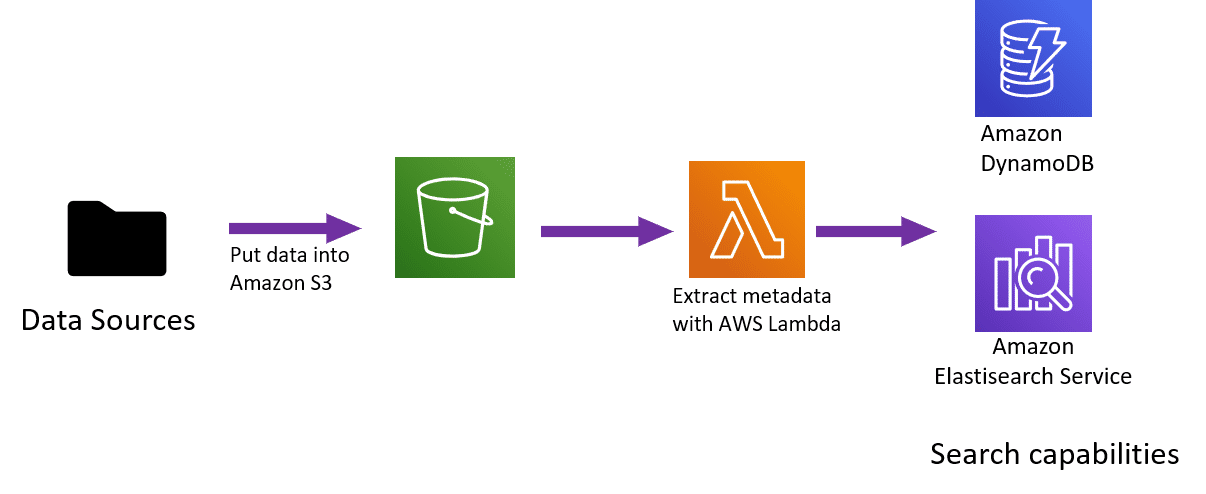 Data Sources
Put data into
Amazon S3
Extract metadata
with AWS Lambda
Amazon
DynamoDB
Amazon
Elastisearch Service
Search capabilities